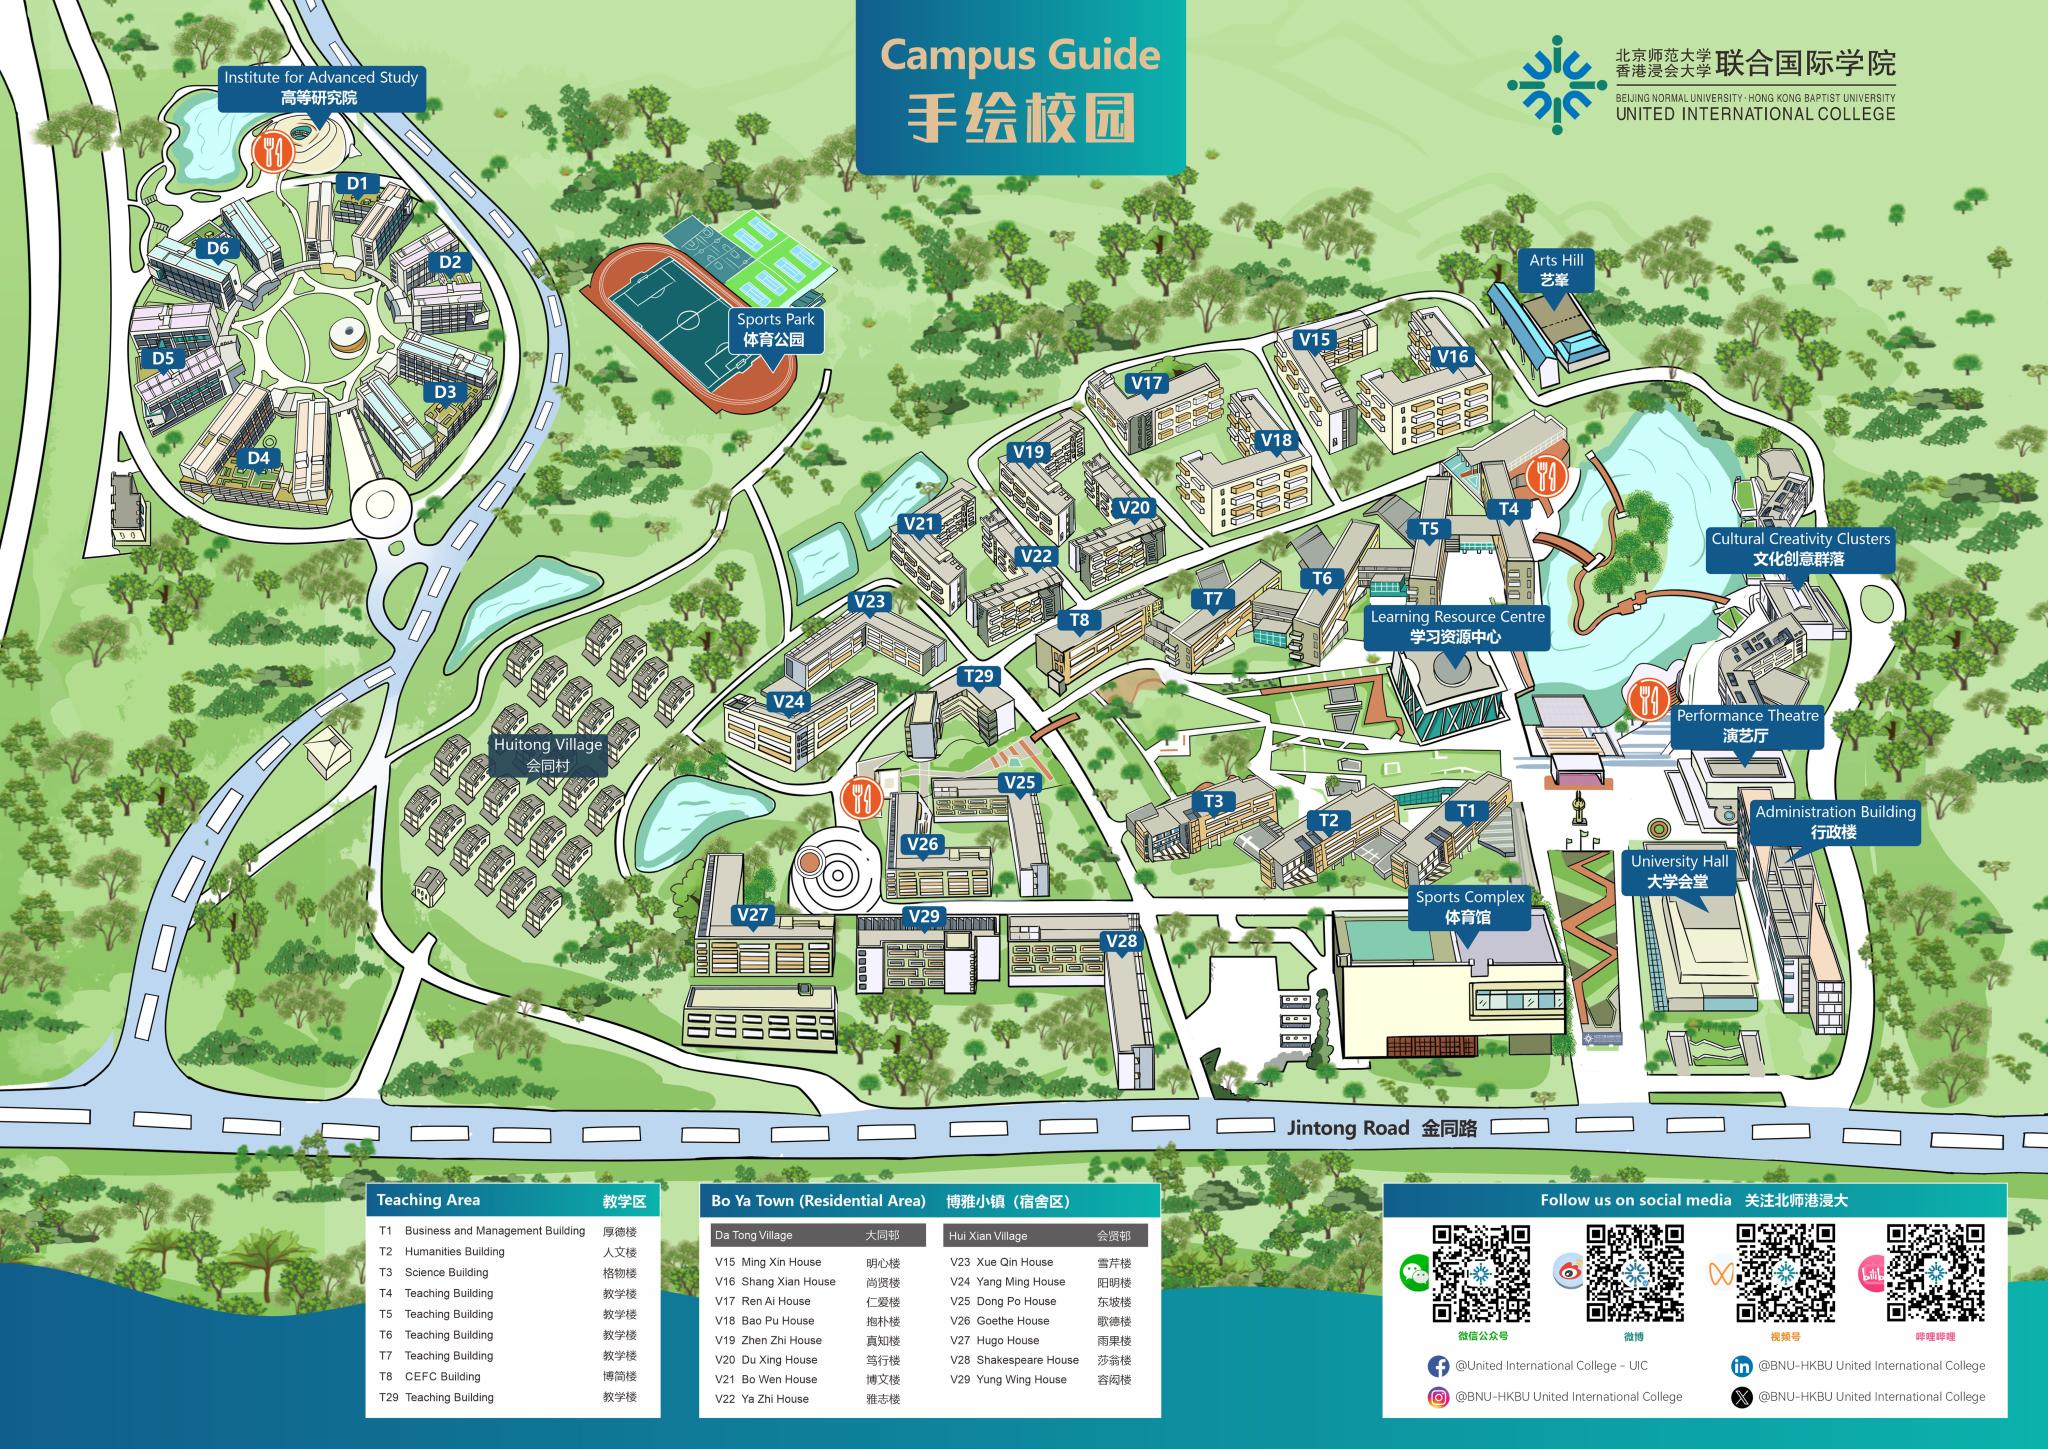 Campus Guide
手绘校园
北京师范大学
香港浸会大学
联合国际学院
BEIJING NORMAL UNIVERSITY · HONG KONG BAPTIST UNIVERSITY
UNITED INTERNATIONAL COLLEGE
Institute for Advanced Study
高等研究院
D1
D6
D2
D5
D3
D4
Sports Park
体育公园
Arts Hill
艺峯
V15
V16
V17
V18
V19
V20
V21
V22
T4
T5
T6
T7
T8
Cultural Creativity Clusters
文化创意群落
Learning Resource Centre
学习资源中心
V23
V24
T29
Huitong Village
会同村
Performance Theatre
演艺厅
V25
V26
T3
T2
T1
Administration Building
行政楼
University Hall
大学会堂
Sports Complex
体育馆
V27
V29
V28
Jintong Road 金同路
Teaching Area 教学区
T1 Business and Management Building 厚德楼
T2 Humanities Building 人文楼
T3 Science Building 格物楼
T4 Teaching Building 教学楼
T5 Teaching Building 教学楼
T6 Teaching Building 教学楼
T7 Teaching Building 教学楼
T8 CEFC Building 博简楼
T29 Teaching Building 教学楼
Bo Ya Town (Residential Area) 博雅小镇（宿舍区）
Da Tong Village 大同邨
V15 Ming Xin House 明心楼
V16 Shang Xian House 尚贤楼
V17 Ren Ai House 仁爱楼
V18 Bao Pu House 抱朴楼
V19 Zhen Zhi House 真知楼
V20 Du Xing House 笃行楼
V21 Bo Wen House 博文楼
V22 Ya Zhi House 雅志楼
Hui Xian Village 会贤邨
V23 Xue Qin House 雪芹楼
V24 Yang Ming House 阳明楼
V25 Dong Po House 东坡楼
V26 Goethe House 歌德楼
V27 Hugo House 雨果楼
V28 Shakespeare House 莎翁楼
V29 Yung Wing House 容闳楼
Follow us on social media 关注北师港浸大
微信公众号
微博
视频号
哔哩哔哩
@United International College - UIC
@BNU-HKBU United International College
@BNU-HKBU United International College
@BNU-HKBU United International College